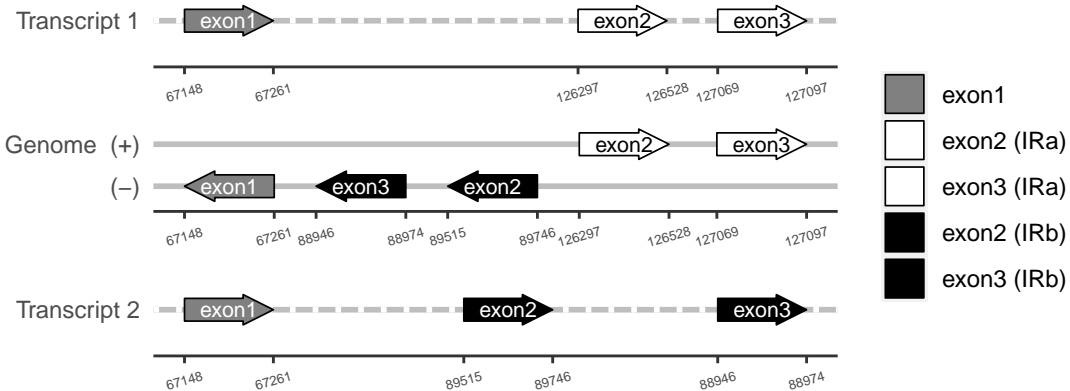 Transcript 1 exon1 exon2 exon3
67148 67261 126297 126528 127069 127097
Genome (+) exon2 exon3
(−) exon1 exon3 exon2
67148 67261 88946 88974 89515 89746 126297 126528 127069 127097
Transcript 2 exon1 exon2 exon3
67148 67261 89515 89746 88946 88974
exon1
exon2 (IRa)
exon3 (IRa)
exon2 (IRb)
exon3 (IRb)